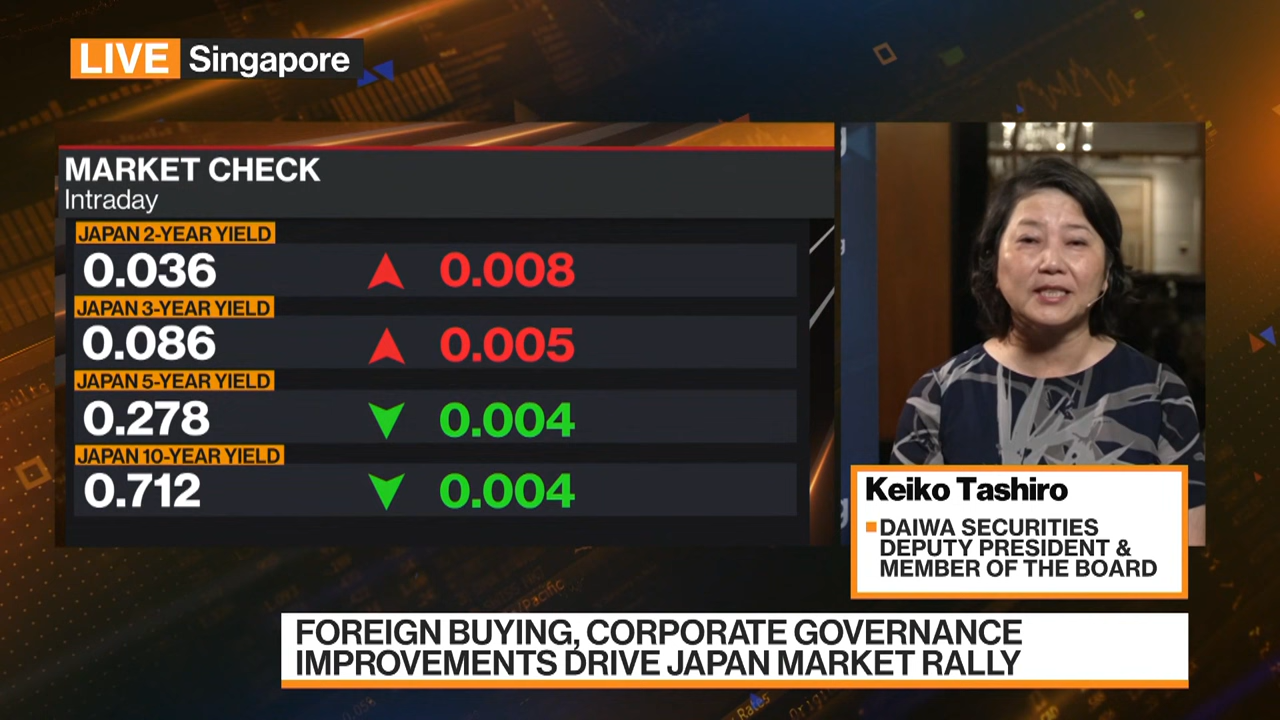 LIVE Singapore
MARKET CHECK
Intraday
JAPAN 2-YEAR YIELD
0.036 ▲ 0.008
JAPAN 3-YEAR YIELD
0.086 ▲ 0.005
JAPAN 5-YEAR YIELD
0.278 ▼ 0.004
JAPAN 10-YEAR YIELD
0.712 ▼ 0.004
Keiko Tashiro
DAIWA SECURITIES
DEPUTY PRESIDENT &
MEMBER OF THE BOARD
FOREIGN BUYING, CORPORATE GOVERNANCE
IMPROVEMENTS DRIVE JAPAN MARKET RALLY